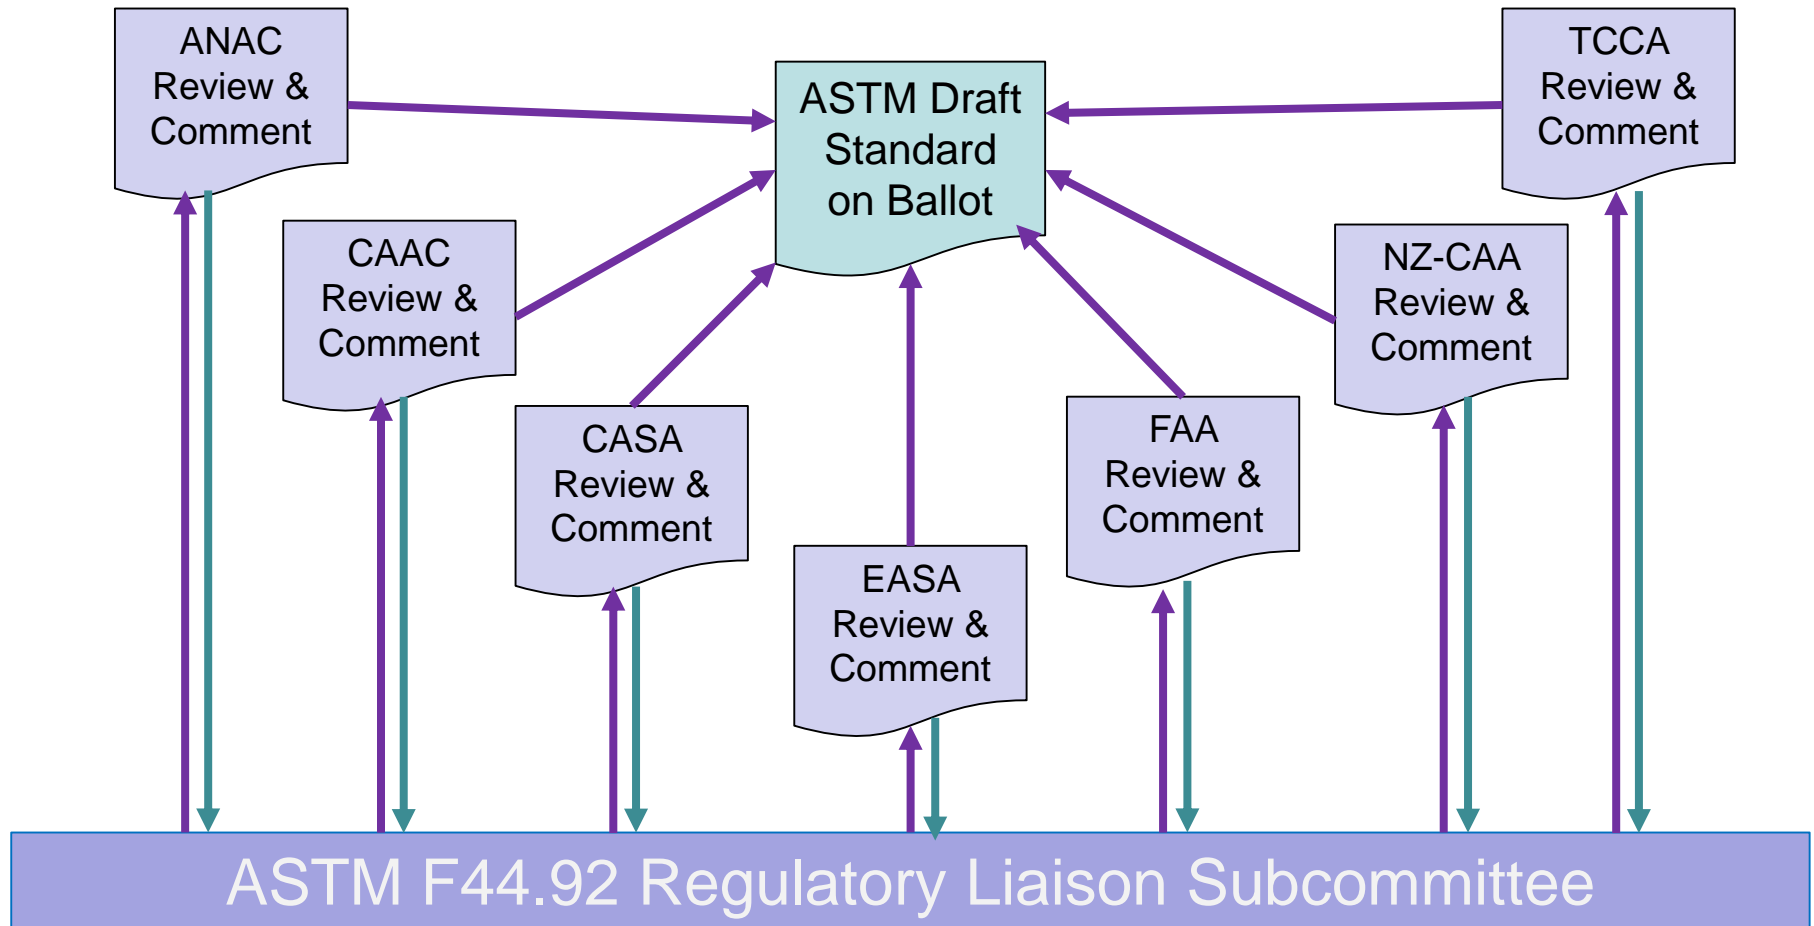 ANAC
Review &
Comment
ASTM Draft
Standard
on Ballot
TCCA
Review &
Comment
CAAC
Review &
Comment
NZ-CAA
Review &
Comment
CASA
Review &
Comment
FAA
Review &
Comment
EASA
Review &
Comment
ASTM F44.92 Regulatory Liaison Subcommittee